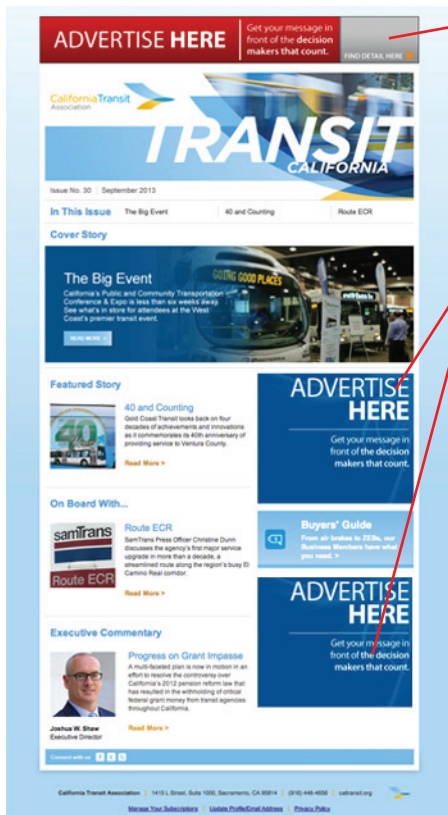 ADVERTISE HERE
Get your message in
front of the decision
makers that count.
FIND DETAIL HERE
CaliforniaTransit
Association
TRANSIT
CALIFORNIA
Issue No. 30 | September 2013
In This Issue The Big Event 40 and Counting Route ECR
Cover Story
The Big Event
California's Public and Community Transportation
Conference & Expo is less than six weeks away.
See what's in store for attendees at the West
Coast's premier transit event.
READ MORE >
GOING GOOD PLACES
Featured Story
40
40 and Counting
Gold Coast Transit looks back on four
decades of achievements and innovations
as it commemorates its 40th anniversary of
providing service to Ventura County.
Read More >
ADVERTISE
HERE
Get your message in
front of the decision
makers that count.
On Board With...
samTrans
Route ECR
Route ECR
SamTrans Press Officer Christine Dunn
discusses the agency's first major service
upgrade in more than a decade, a
streamlined route along the region's busy El
Camino Real corridor.
Read More >
Buyers' Guide
From air brakes to ZEBs, our
Business Members have what
you need. >
ADVERTISE
HERE
Get your message in
front of the decision
makers that count.
Executive Commentary
Progress on Grant Impasse
A multi-faceted plan is now in motion in an
effort to resolve the controversy over
California's 2012 pension reform law that
has resulted in the withholding of critical
federal grant money from transit agencies
throughout California.
Read More >
Joshua W. Shaw
Executive Director
Connect with us
California Transit Association | 1415 L Street, Suite 1000, Sacramento, CA 95814 | (916) 446-4656 | caltransit.org
Manage Your Subscriptions | Update Profile/Email Address | Privacy Policy